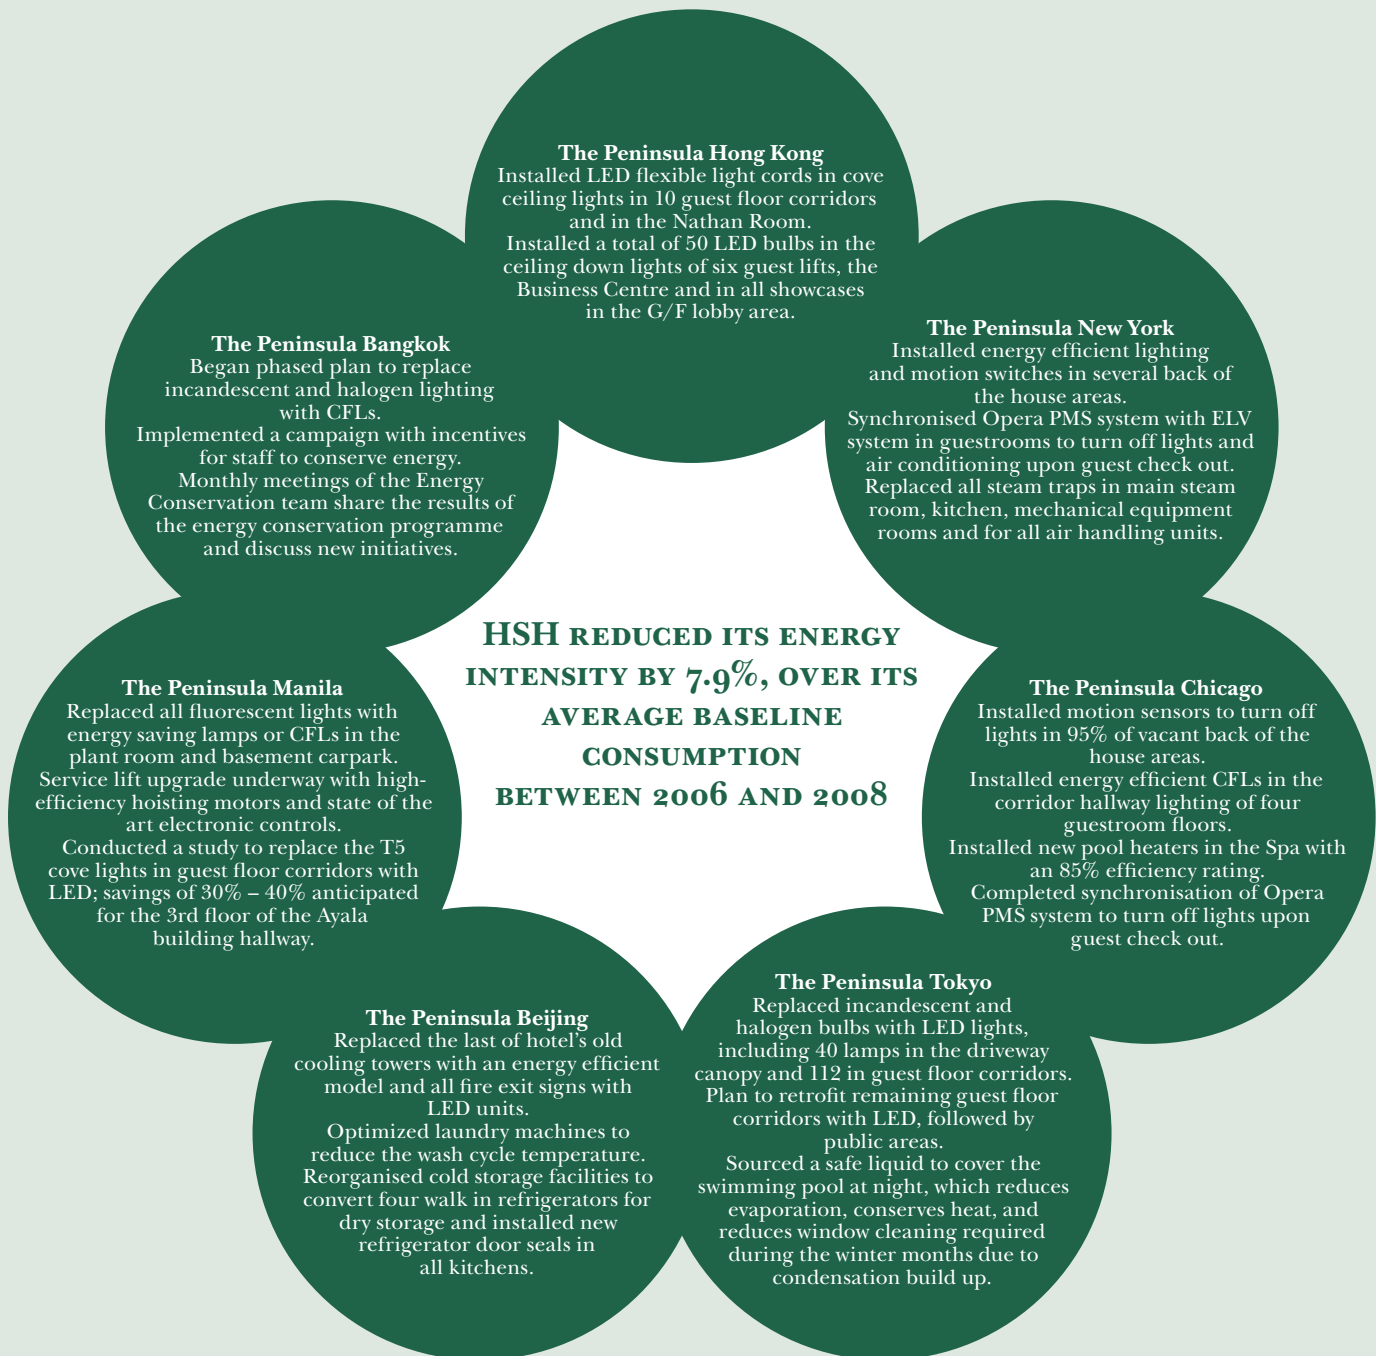 The Peninsula Hong Kong
Installed LED flexible light cords in cove
ceiling lights in 10 guest floor corridors
and in the Nathan Room.
Installed a total of 50 LED bulbs in the
ceiling down lights of six guest lifts, the
Business Centre and in all showcases
in the G/F lobby area.
The Peninsula New York
Installed energy efficient lighting
and motion switches in several back of
the house areas.
Synchronised Opera PMS system with ELV
system in guestrooms to turn off lights and
air conditioning upon guest check out.
Replaced all steam traps in main steam
room, kitchen, mechanical equipment
rooms and for all air handling units.
The Peninsula Chicago
Installed motion sensors to turn off
lights in 95% of vacant back of the
house areas.
Installed energy efficient CFLs in the
corridor hallway lighting of four
guestroom floors.
Installed new pool heaters in the Spa with
an 85% efficiency rating.
Completed synchronisation of Opera
PMS system to turn off lights upon
guest check out.
The Peninsula Tokyo
Replaced incandescent and
halogen bulbs with LED lights,
including 40 lamps in the driveway
canopy and 112 in guest floor corridors.
Plan to retrofit remaining guest floor
corridors with LED, followed by
public areas.
Sourced a safe liquid to cover the
swimming pool at night, which reduces
evaporation, conserves heat, and
reduces window cleaning required
during the winter months due to
condensation build up.
The Peninsula Beijing
Replaced the last of hotel's old
cooling towers with an energy efficient
model and all fire exit signs with
LED units.
Optimized laundry machines to
reduce the wash cycle temperature.
Reorganised cold storage facilities to
convert four walk in refrigerators for
dry storage and installed new
refrigerator door seals in
all kitchens.
The Peninsula Manila
Replaced all fluorescent lights with
energy saving lamps or CFLs in the
plant room and basement carpark.
Service lift upgrade underway with high-
efficiency hoisting motors and state of the
art electronic controls.
Conducted a study to replace the T5
cove lights in guest floor corridors with
LED; savings of 30% – 40% anticipated
for the 3rd floor of the Ayala
building hallway.
The Peninsula Bangkok
Began phased plan to replace
incandescent and halogen lighting
with CFLs.
Implemented a campaign with incentives
for staff to conserve energy.
Monthly meetings of the Energy
Conservation team share the results of
the energy conservation programme
and discuss new initiatives.
HSH REDUCED ITS ENERGY
INTENSITY BY 7.9%, OVER ITS
AVERAGE BASELINE
CONSUMPTION
BETWEEN 2006 AND 2008